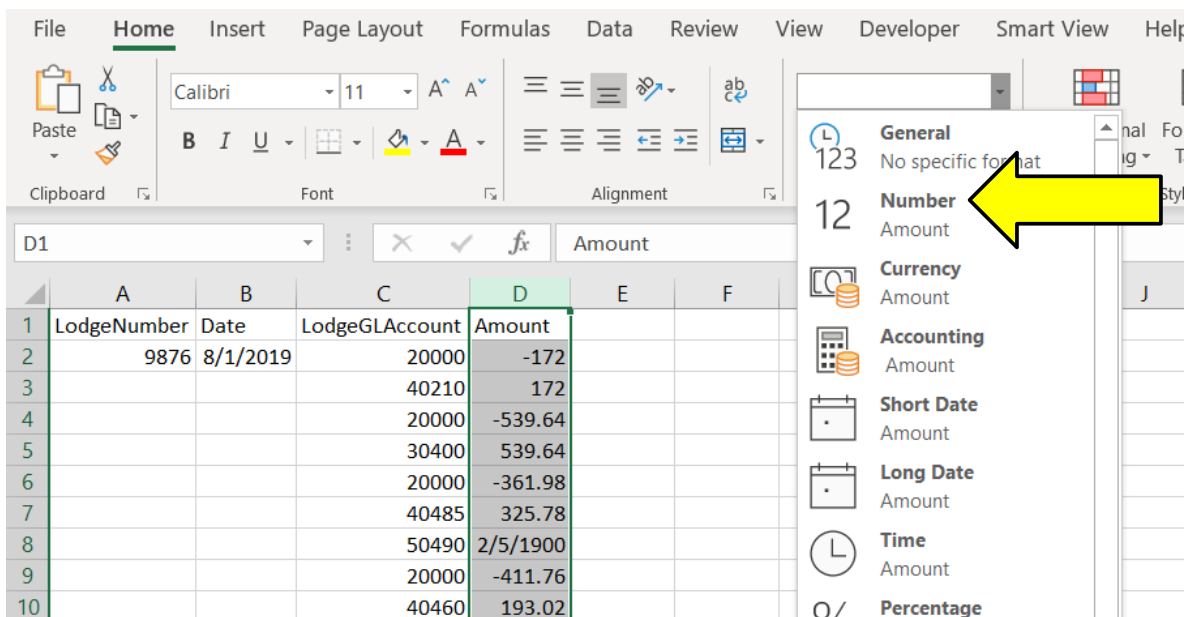 File Home Insert Page Layout Formulas Data Review View Developer Smart View Help
Calibri 11 A A ab
Paste
B I U A
Clipboard Font Alignment
D1 fx Amount
General
123 No specific format
12 Number
Amount
Currency
Amount
Accounting
Amount
Short Date
Amount
Long Date
Amount
Time
Amount
Percentage
A B C D E F J
1 LodgeNumber Date LodgeGLAccount Amount
2 9876 8/1/2019 20000 -172
3 40210 172
4 20000 -539.64
5 30400 539.64
6 20000 -361.98
7 40485 325.78
8 50490 2/5/1900
9 20000 -411.76
10 40460 193.02